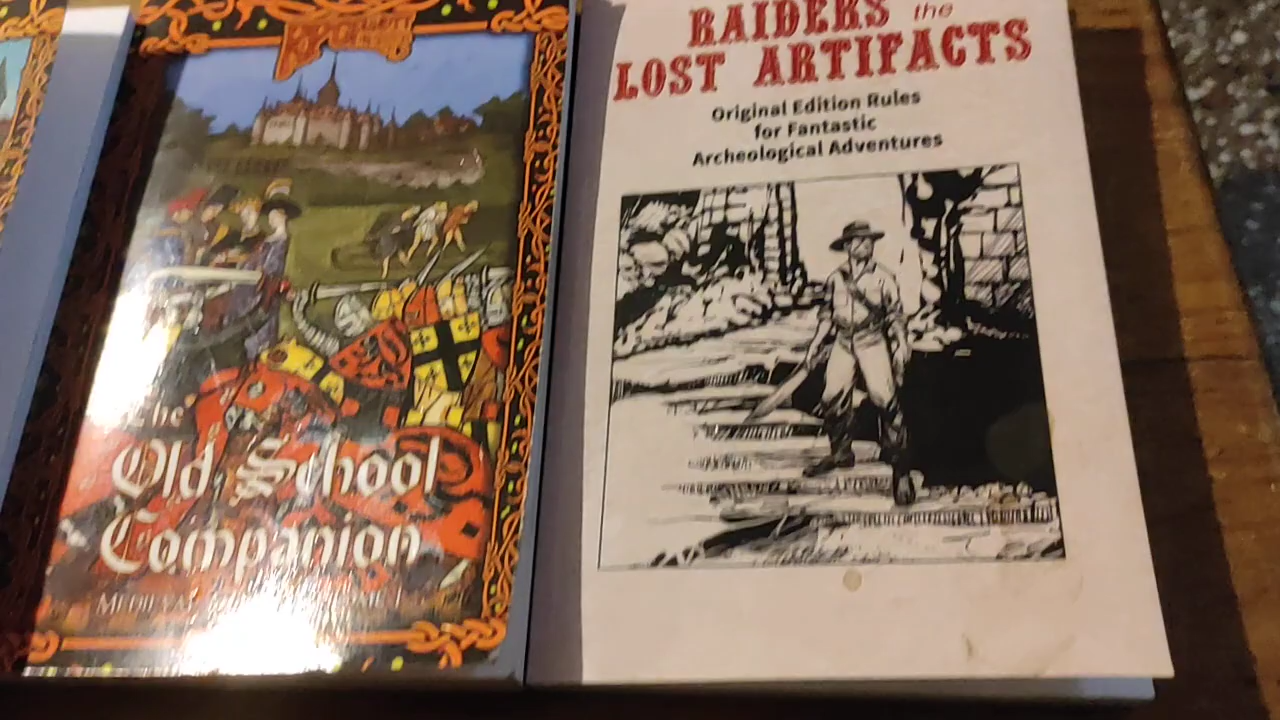 The
Old School
Companion
RAIDERS the
LOST ARTIFACTS
Original Edition Rules
for Fantastic
Archeological Adventures